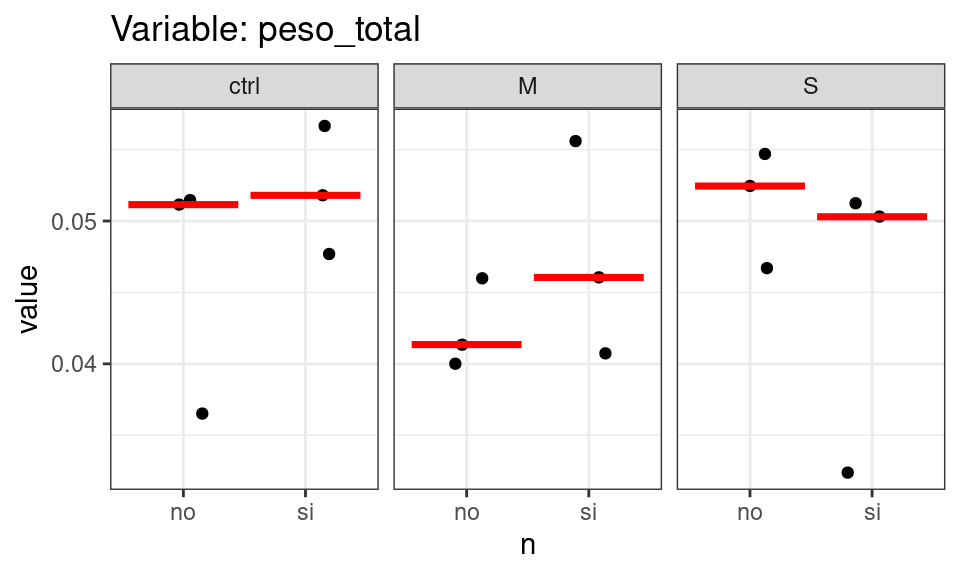 Variable: peso_total
ctrl M S
0.05
0.04
value
no si no si no si
n